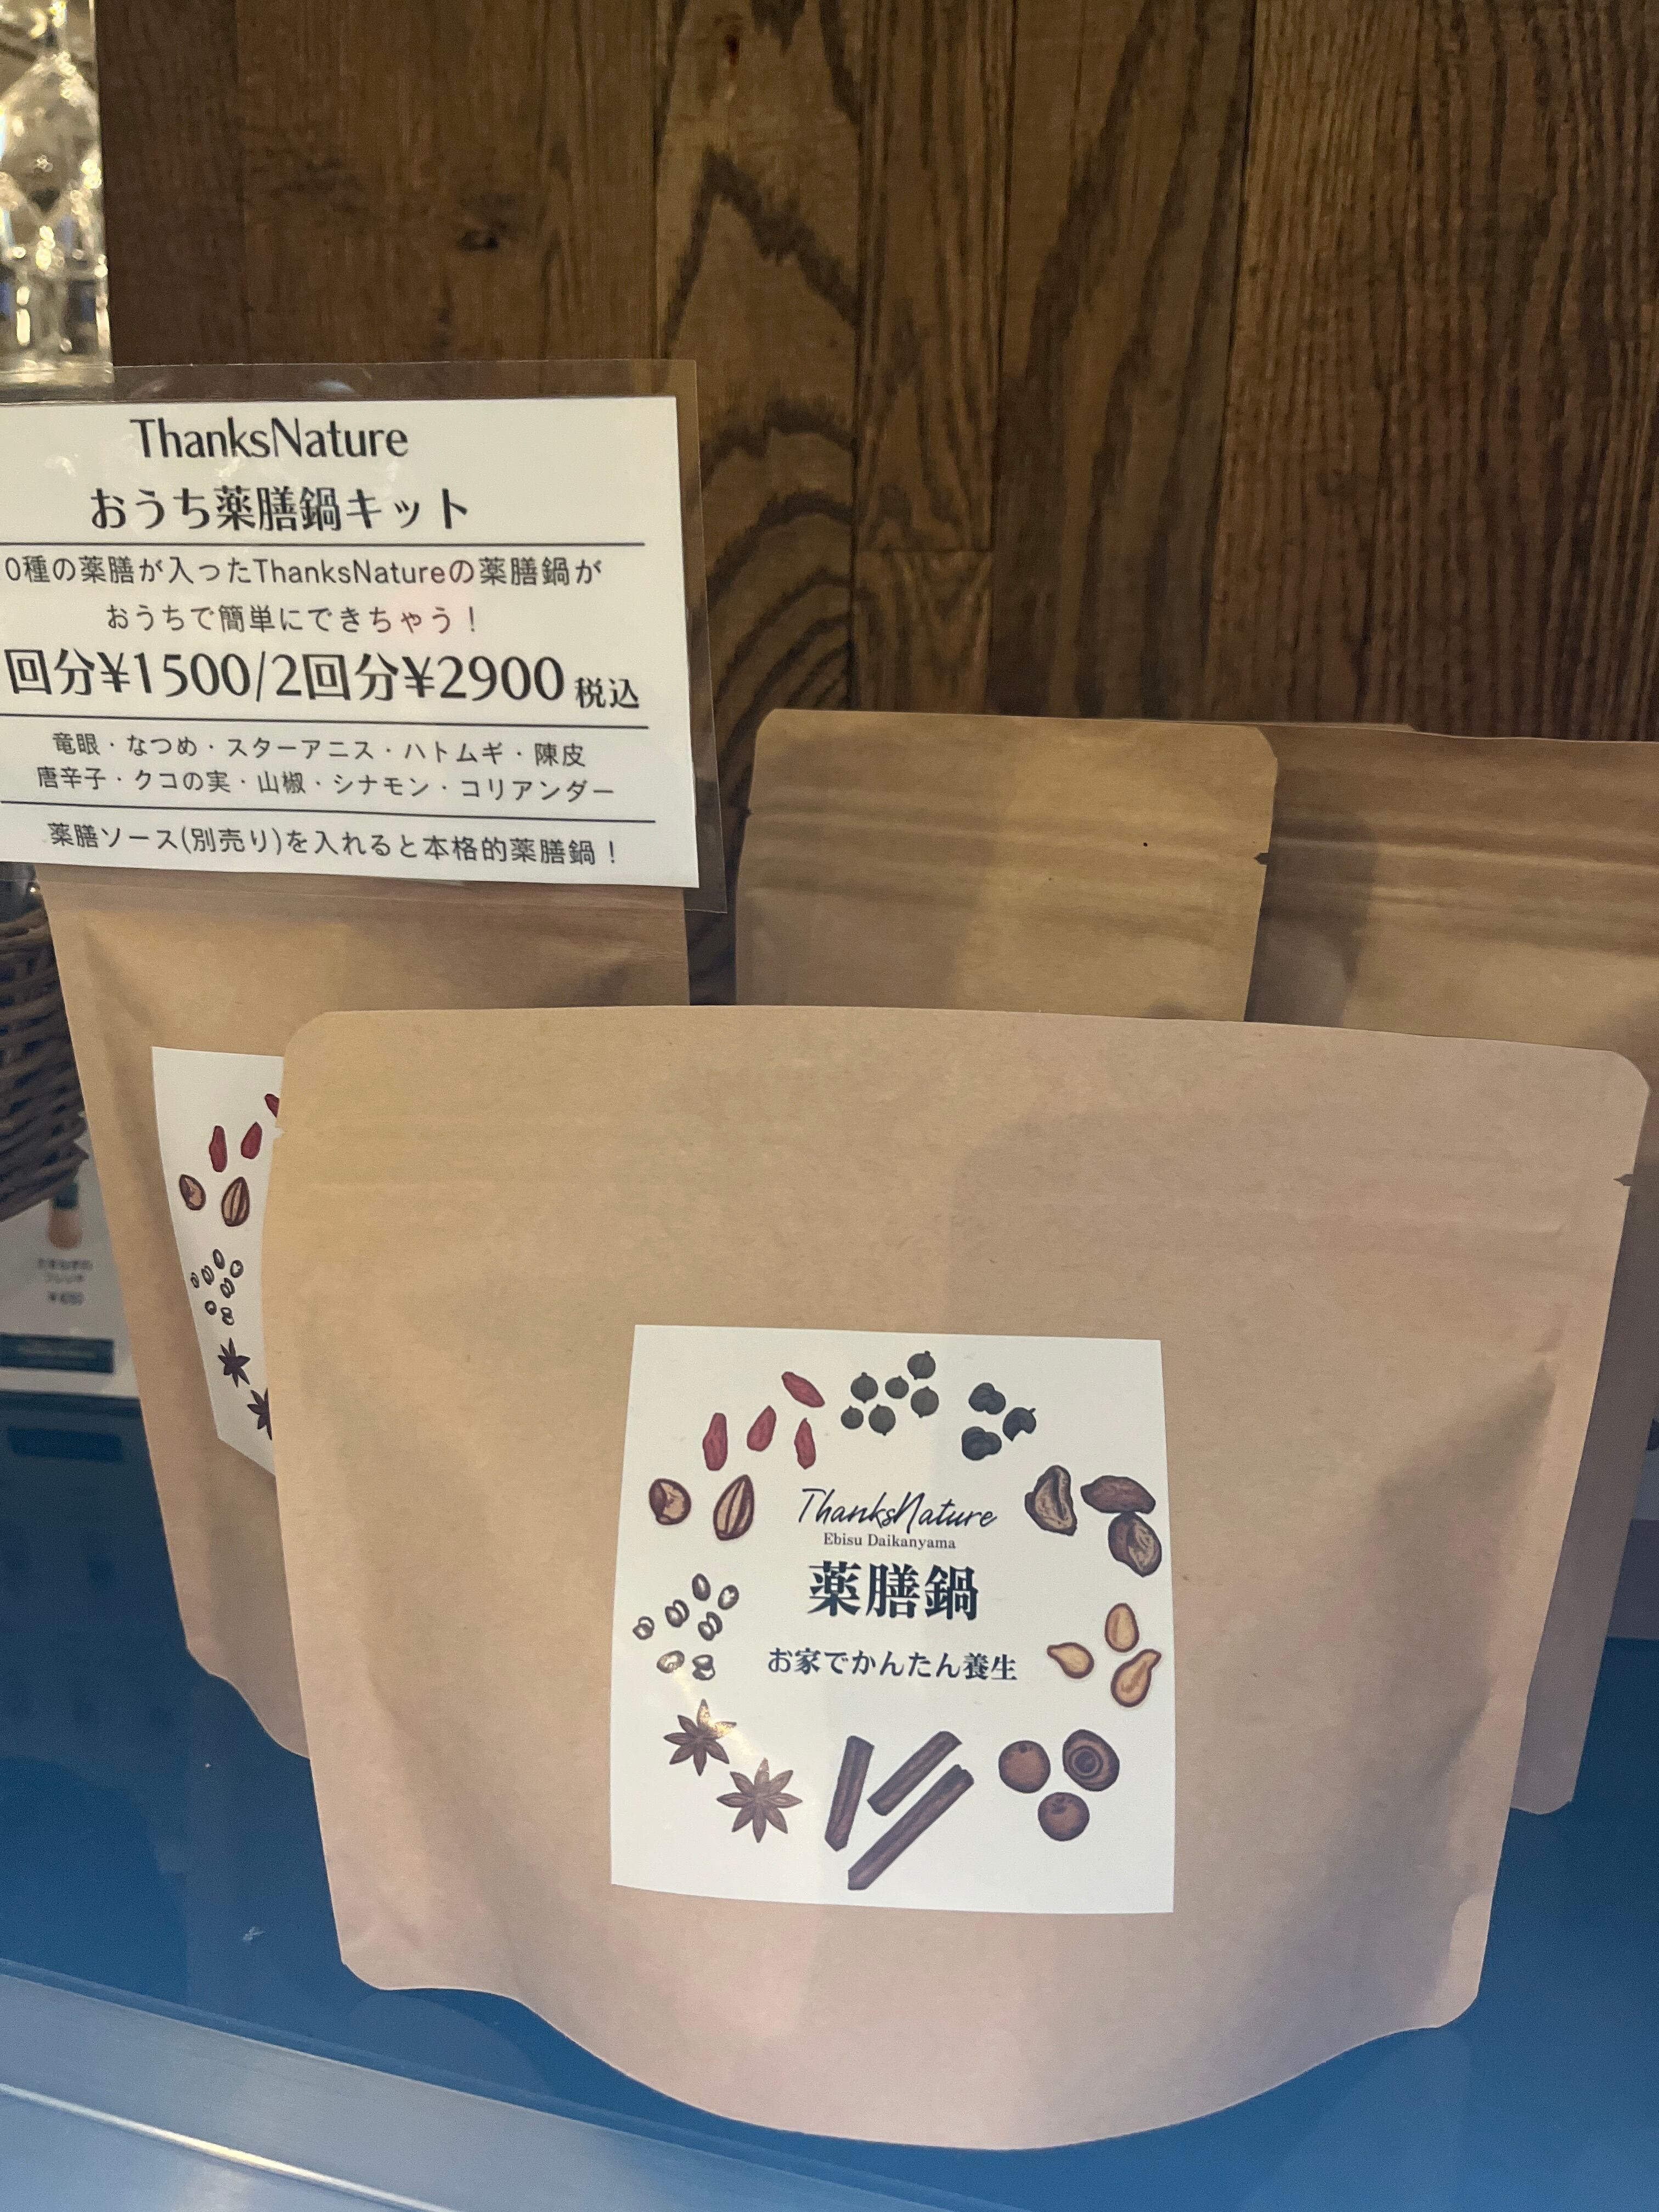 ThanksNature
おうち薬膳鍋キット
0種の薬膳が入ったThanksNatureの薬膳鍋が
おうちで簡単にできちゃう！
回分¥1500/2回分¥2900税込
竜眼・なつめ・スターアニス・ハトムギ・陳皮
唐辛子・クコの実・山椒・シナモン・コリアンダー
薬膳ソース(別売り)を入れると本格的薬膳鍋！
ThanksNature
Ebisu Daikanyama
薬膳鍋
お家でかんたん養生